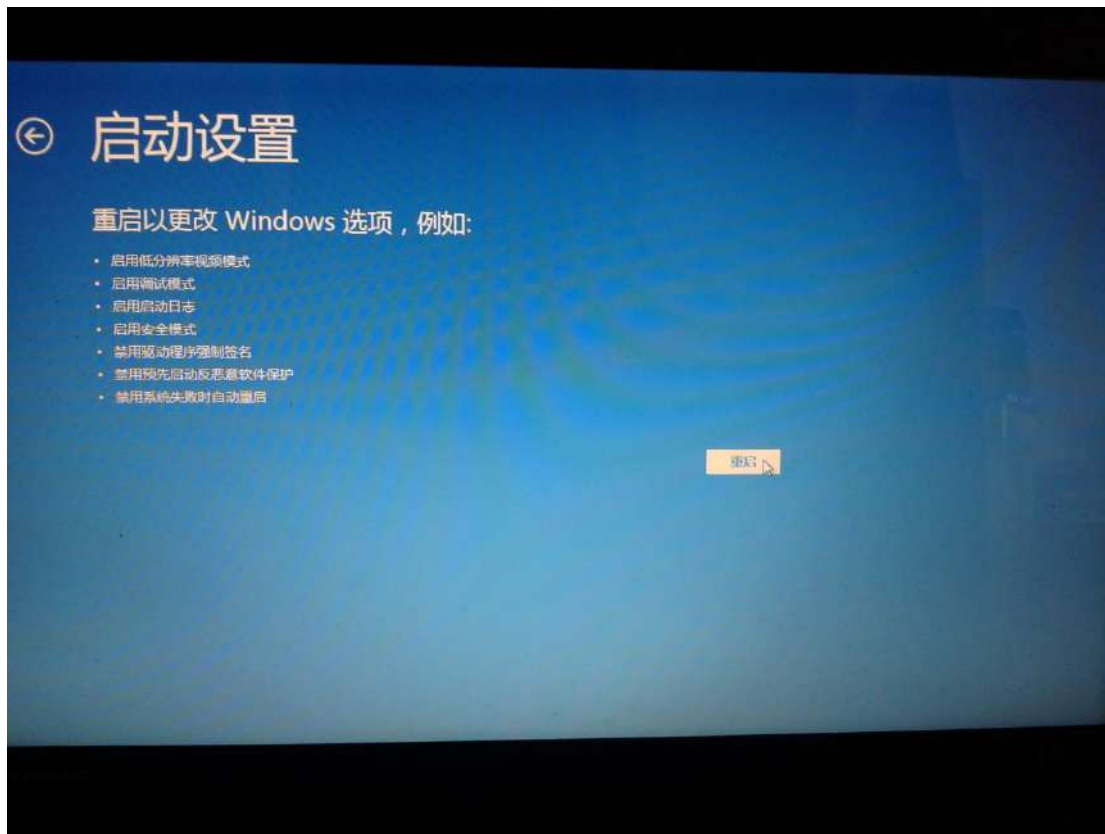 启动设置
重启以更改 Windows 选项，例如:
• 启用低分辨率视频模式
• 启用调试模式
• 启用启动日志
• 启用安全模式
• 禁用驱动程序强制签名
• 禁用预先启动反恶意软件保护
• 禁用系统失败时自动重启
重启